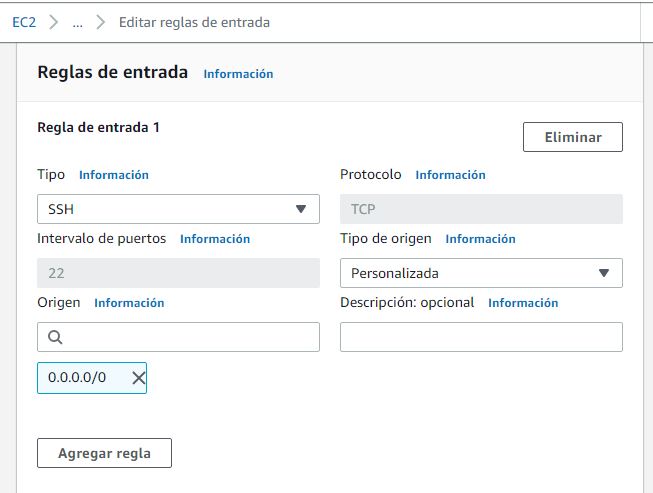 EC2 > ... > Editar reglas de entrada
Reglas de entrada Información
Regla de entrada 1
Eliminar
Tipo Información
Protocolo Información
SSH
TCP
Intervalo de puertos Información
Tipo de origen Información
22
Personalizada
Origen Información
Descripción: opcional Información
0.0.0.0/0
Agregar regla